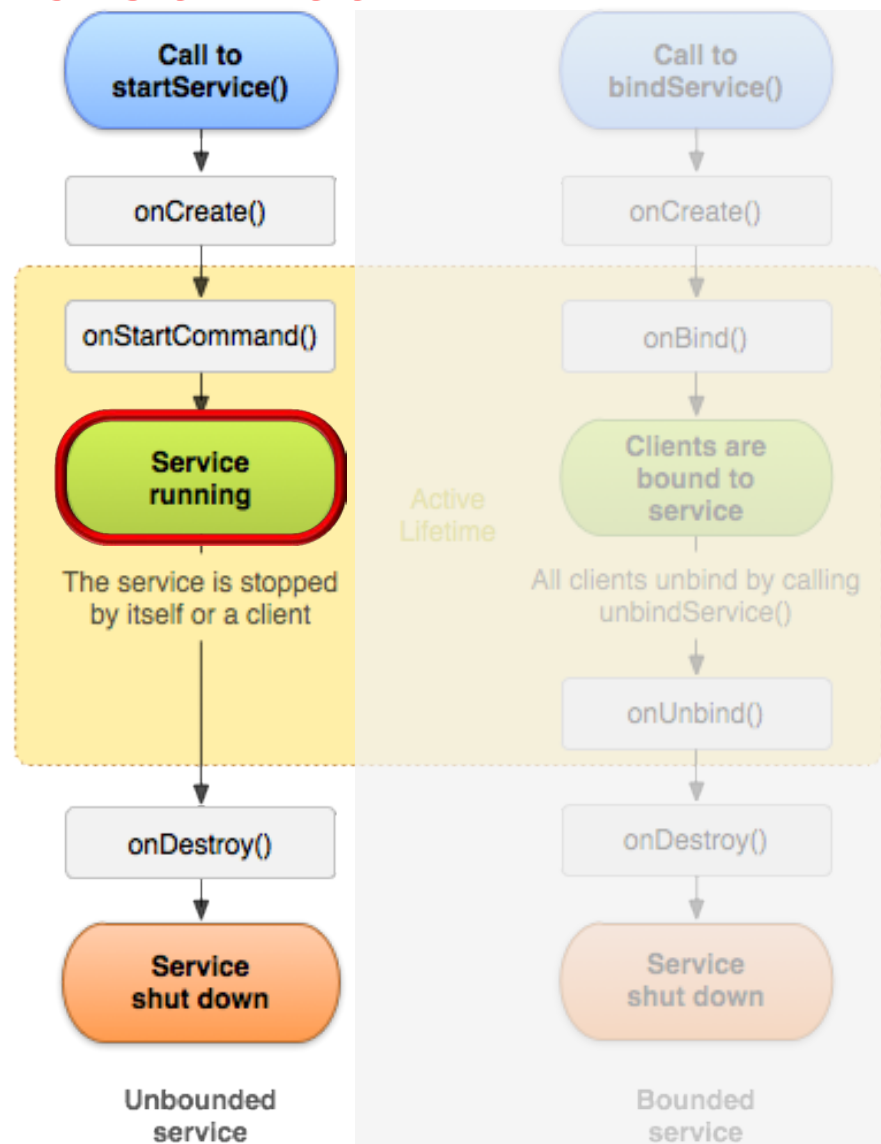 Call to
startService()
onCreate()
onStartCommand()
Service
running
The service is stopped
by itself or a client
onDestroy()
Service
shut down
Unbounded
service
Active
Lifetime
Call to
bindService()
onCreate()
onBind()
Clients are
bound to
service
All clients unbind by calling
unbindService()
onUnbind()
onDestroy()
Service
shut down
Bounded
service